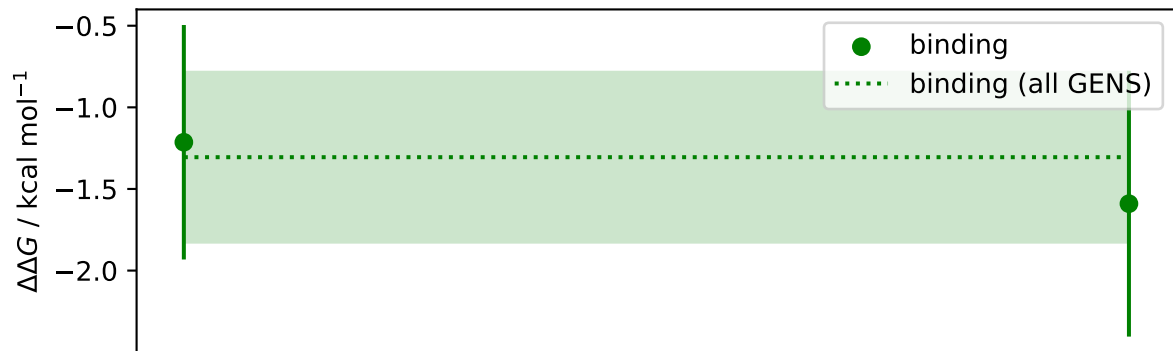 −0.5
−1.0
−1.5
−2.0
ΔΔG / kcal mol⁻¹
binding
binding (all GENS)